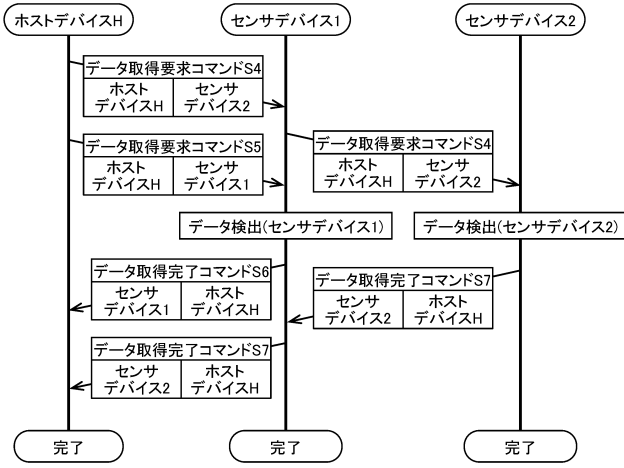 ホストデバイスH
センサデバイス1
センサデバイス2
データ取得要求コマンドS4
ホスト
デバイスH
センサ
デバイス2
データ取得要求コマンドS5
ホスト
デバイスH
センサ
デバイス1
データ取得要求コマンドS4
ホスト
デバイスH
センサ
デバイス2
データ検出(センサデバイス1)
データ検出(センサデバイス2)
データ取得完了コマンドS6
センサ
デバイス1
ホスト
デバイスH
データ取得完了コマンドS7
センサ
デバイス2
ホスト
デバイスH
データ取得完了コマンドS7
センサ
デバイス2
ホスト
デバイスH
完了
完了
完了